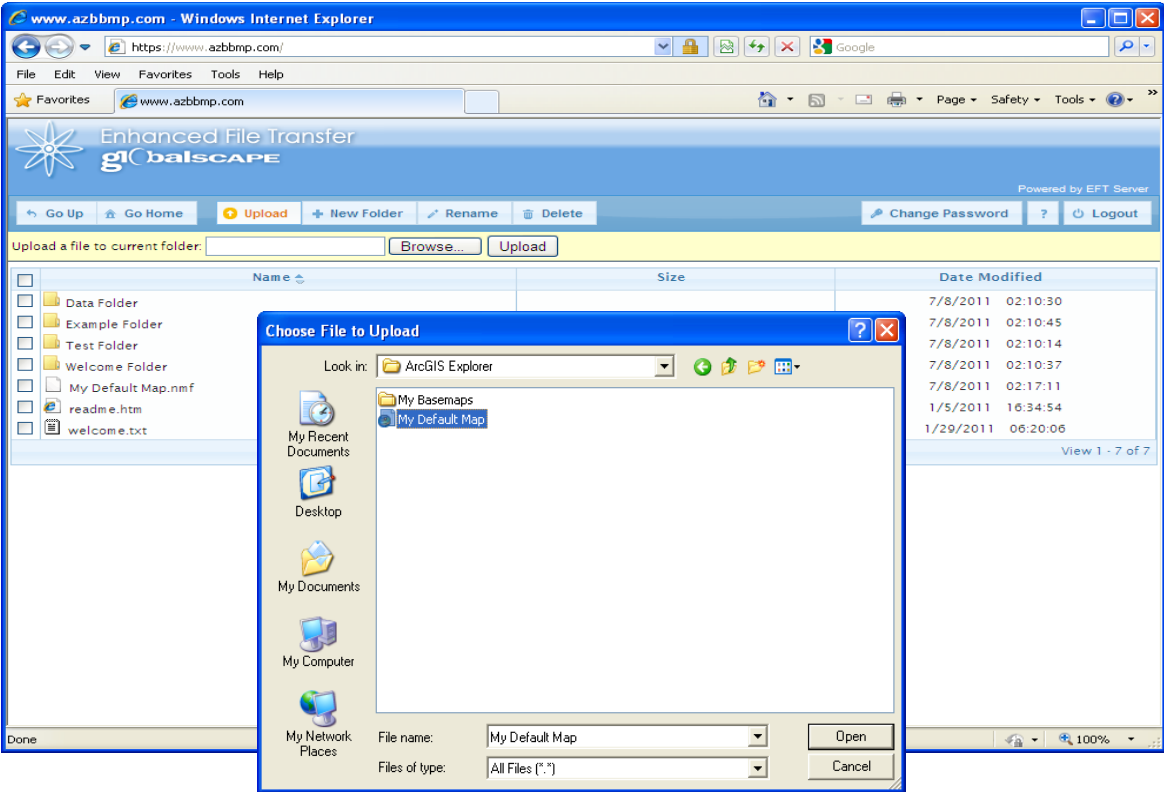 www.azbbmp.com - Windows Internet Explorer
https://www.azbbmp.com/
Google
File Edit View Favorites Tools Help
Favorites
www.azbbmp.com
Page Safety Tools »
Enhanced File Transfer
globalSCAPE
Powered by EFT Server
Go Up Go Home Upload New Folder Rename Delete Change Password ? Logout
Upload a file to current folder: Browse... Upload
Name Size Date Modified
Data Folder 7/8/2011 02:10:30
Example Folder 7/8/2011 02:10:45
Test Folder 7/8/2011 02:10:14
Welcome Folder 7/8/2011 02:10:37
My Default Map.nmf 7/8/2011 02:17:11
readme.htm 1/5/2011 16:34:54
welcome.txt 1/29/2011 06:20:06
View 1 - 7 of 7
Choose File to Upload
Look in: ArcGIS Explorer
My Basemaps
My Default Map
My Recent
Documents
Desktop
My Documents
My Computer
My Network
Places
File name: My Default Map Open
Files of type: All Files (*.*) Cancel
Done
100%